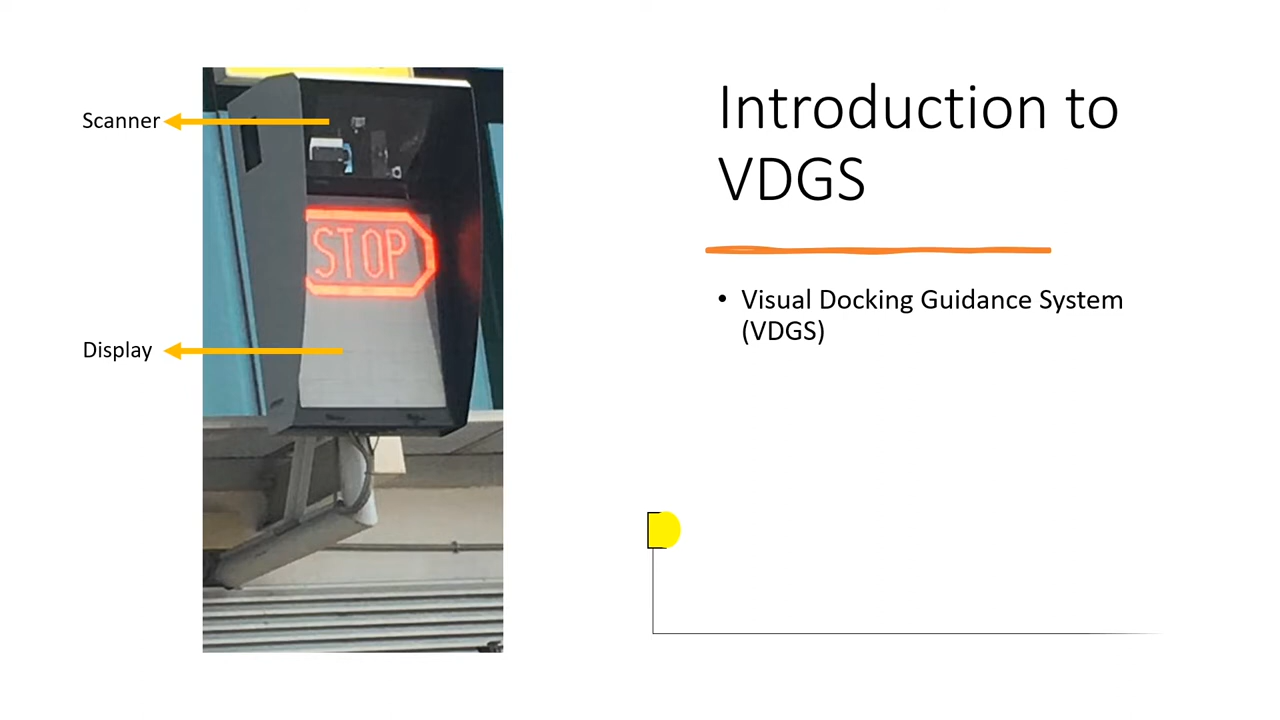 Introduction to
VDGS
Scanner
STOP
Display
• Visual Docking Guidance System
(VDGS)